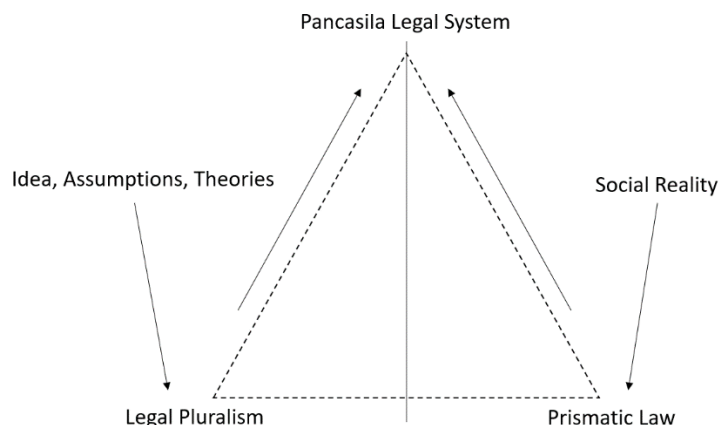 Pancasila Legal System
Idea, Assumptions, Theories
Social Reality
Legal Pluralism
Prismatic Law